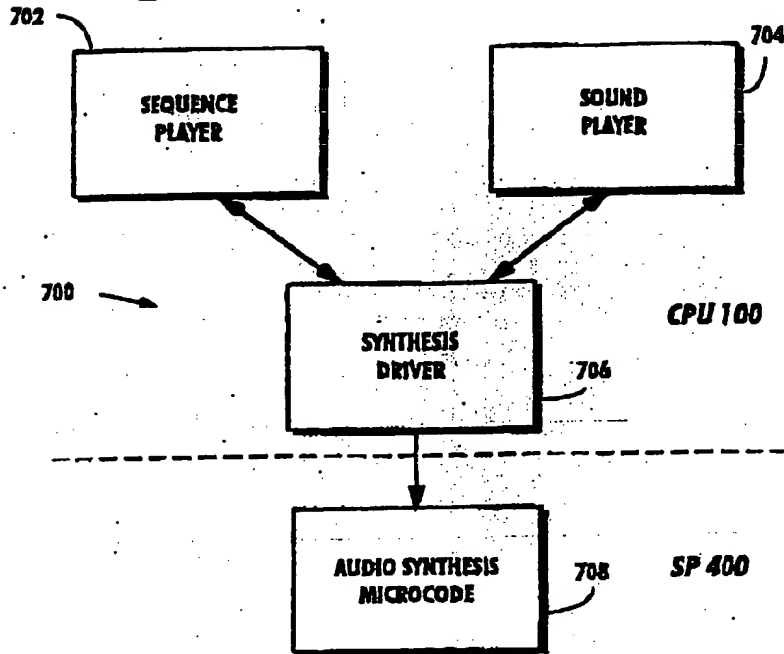 702
704
SEQUENCE
PLAYER
SOUND
PLAYER
700
CPU 100
SYNTHESIS
DRIVER
706
AUDIO SYNTHESIS
MICROCODE
708
SP 400